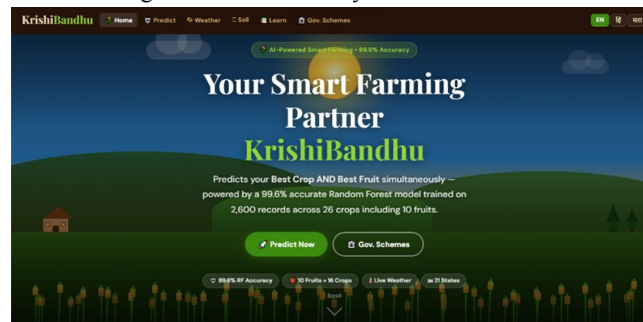 KrishiBandhu Home Predict Weather Soil Learn Gov. Schemes EN हि
AI-Powered Smart Farming • 99.6% Accuracy
Your Smart Farming
Partner
KrishiBandhu
Predicts your Best Crop AND Best Fruit simultaneously —
powered by a 99.6% accurate Random Forest model trained on
2,600 records across 26 crops including 10 fruits.
Predict Now Gov. Schemes
99.6% RF Accuracy 10 Fruits + 16 Crops Live Weather 21 States
Scroll